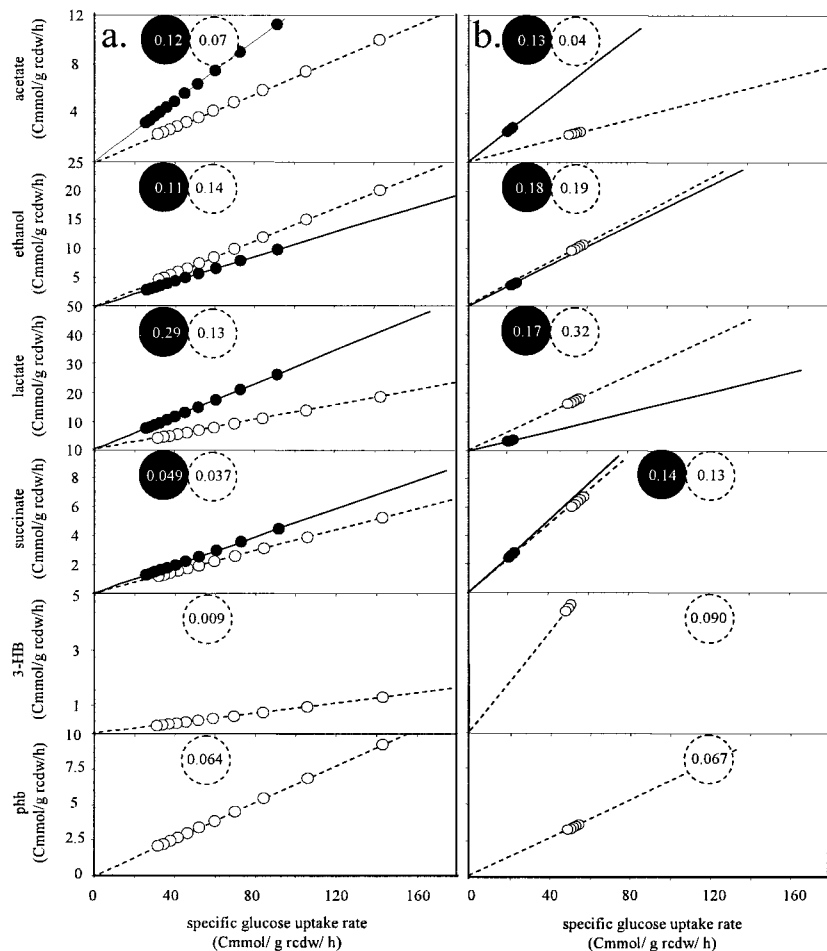 a.
b.
12
8
4
acetate
(Cmmol/g rcdw/h)
0.12 0.07
0.13 0.04
25
20
15
10
5
ethanol
(Cmmol/g rcdw/h)
0.11 0.14
0.18 0.19
50
40
30
20
10
lactate
(Cmmol/g rcdw/h)
0.29 0.13
0.17 0.32
10
8
6
4
2
succinate
(Cmmol/g rcdw/h)
0.049 0.037
0.14 0.13
5
3
1
3-HB
(Cmmol/g rcdw/h)
0.009
0.090
10
7.5
5
2.5
0
phb
(Cmmol/g rcdw/h)
0.064
0.067
0 40 80 120 160
0 40 80 120 160
specific glucose uptake rate
(Cmmol/ g rcdw/ h)
specific glucose uptake rate
(Cmmol/ g rcdw/ h)